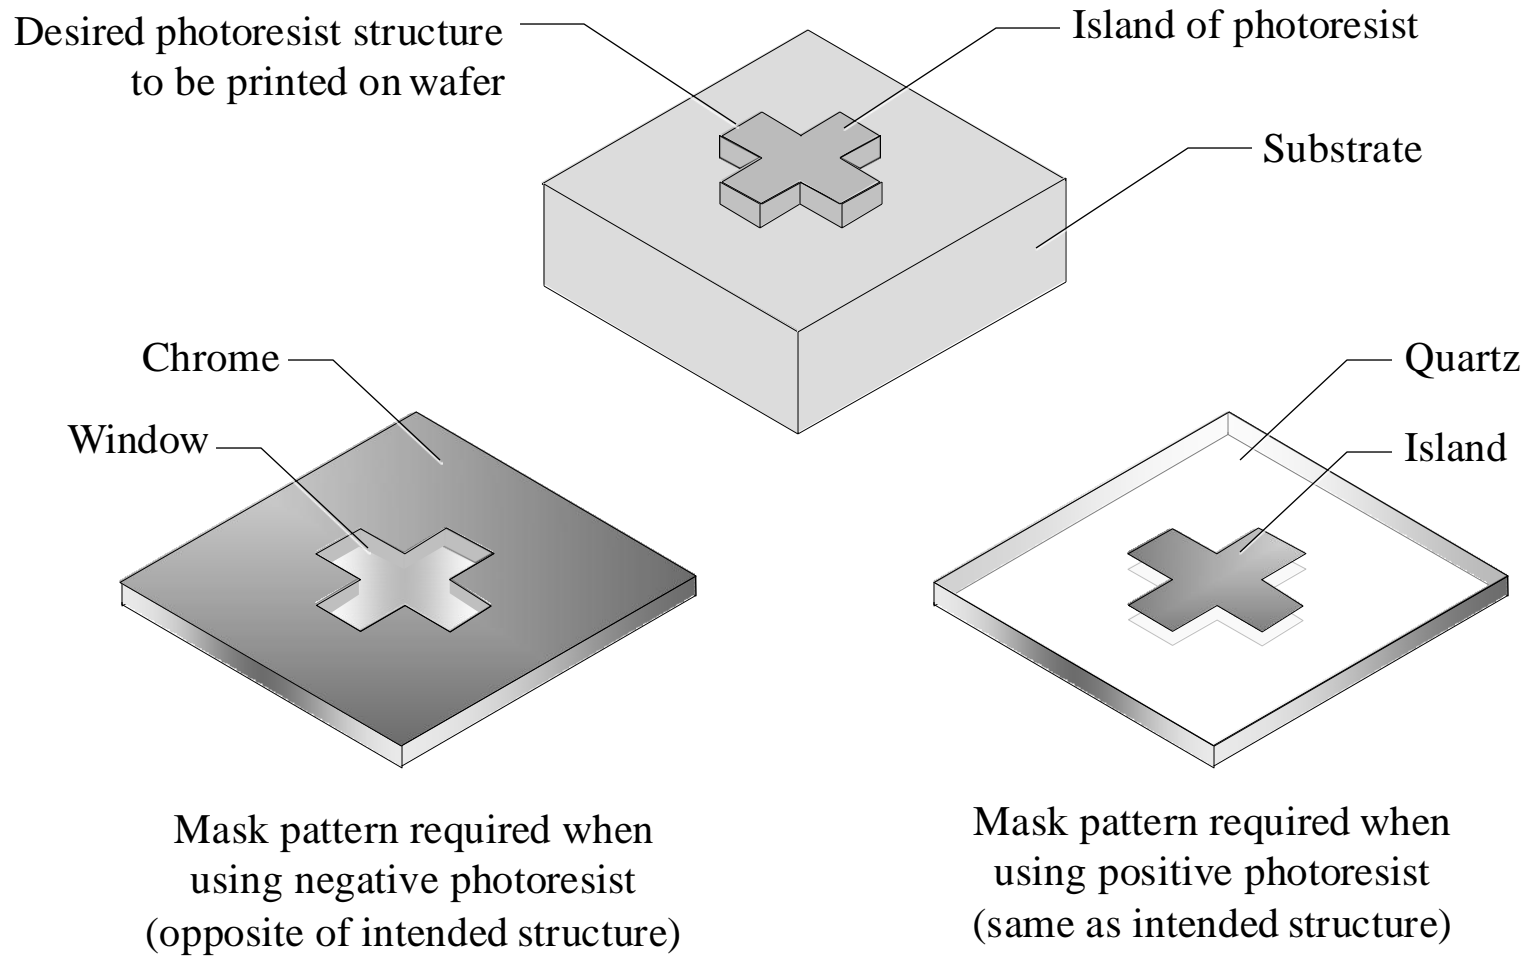 Desired photoresist structure
to be printed on wafer
Island of photoresist
Substrate
Chrome
Window
Quartz
Island
Mask pattern required when
using negative photoresist
(opposite of intended structure)
Mask pattern required when
using positive photoresist
(same as intended structure)